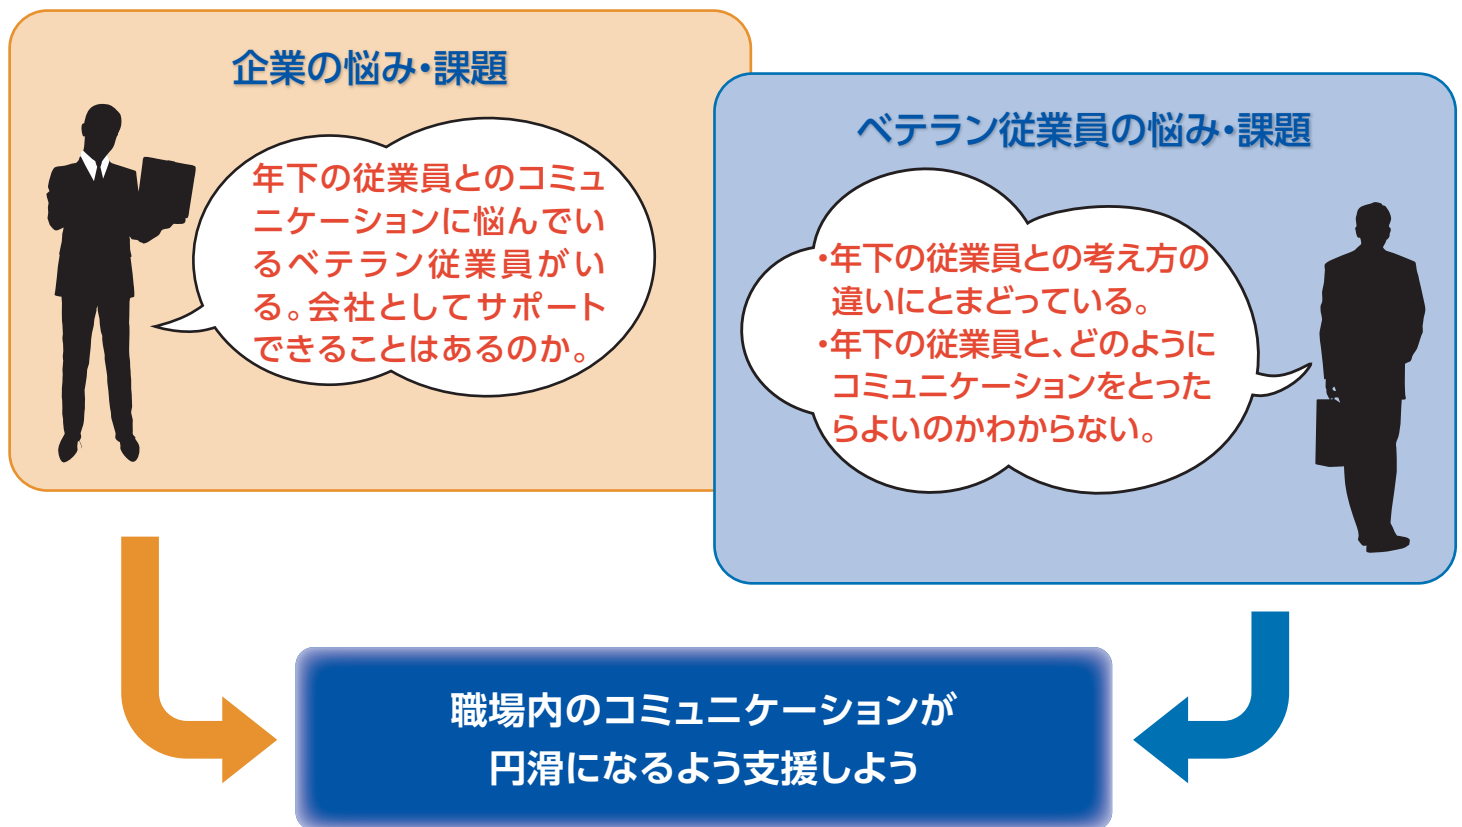 企業の悩み・課題
年下の従業員とのコミュ
ニケーションに悩んでい
るベテラン従業員がい
る。会社としてサポート
できることはあるのか。
ベテラン従業員の悩み・課題
・年下の従業員との考え方の
違いにとまどっている。
・年下の従業員と、どのように
コミュニケーションをとった
らよいのかわからない。
職場内のコミュニケーションが
円滑になるよう支援しよう